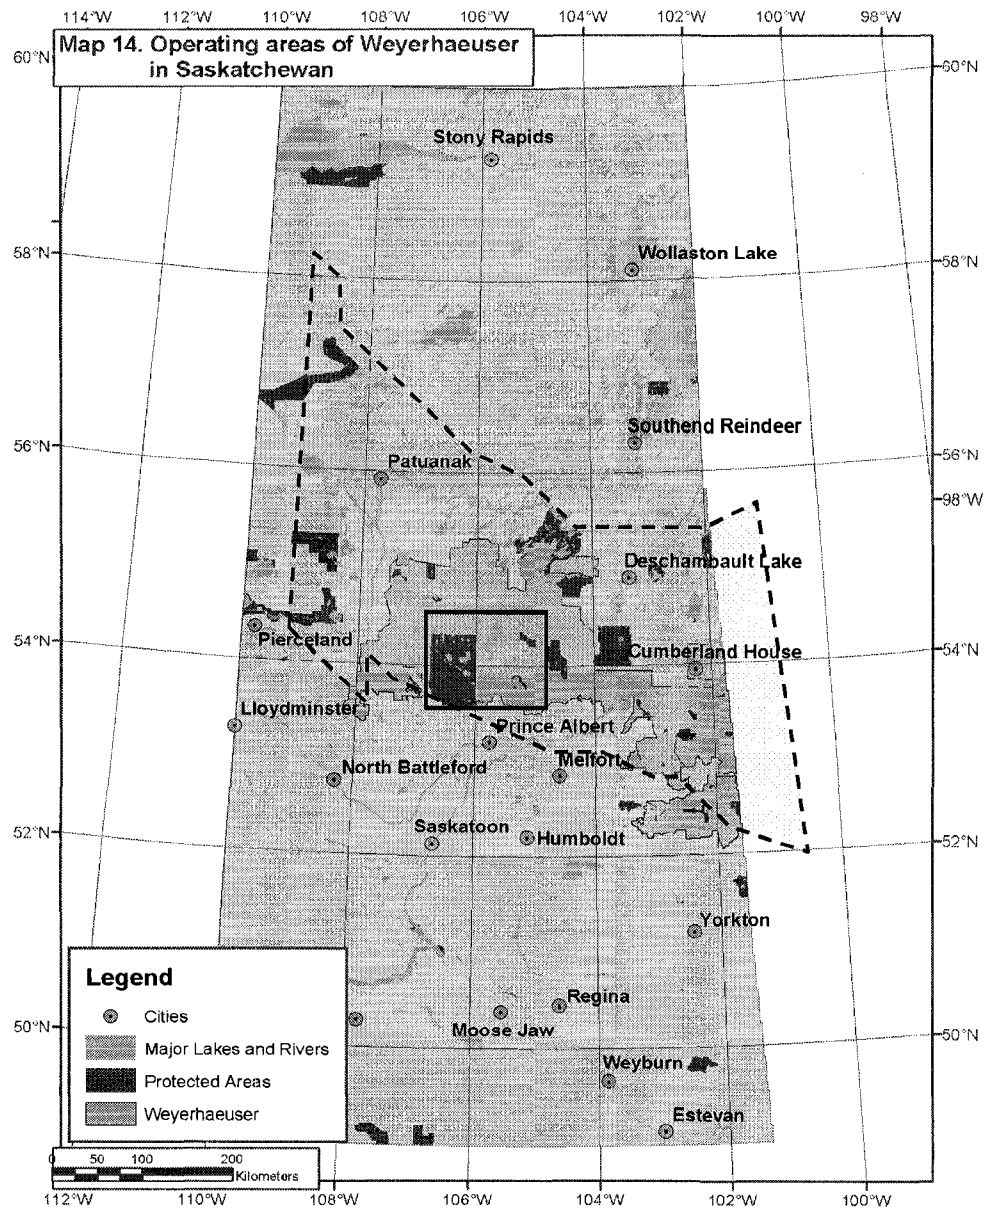 114°W 112°W 110°W 108°W 106°W 104°W 102°W 100°W 98°W
Map 14. Operating areas of Weyerhaeuser
in Saskatchewan
60°N
60°N
Stony Rapids
58°N
Wollaston Lake
58°N
Southend Reindeer
56°N
Patuanak
56°N
98°W
Deschambault Lake
54°N
Pierceland
Cumberland House
54°N
Lloydminster
Prince Albert
North Battleford
Melfort
52°N
Saskatoon
Humboldt
52°N
Yorkton
Legend
Cities
Major Lakes and Rivers
Protected Areas
Weyerhaeuser
Regina
50°N
Moose Jaw
50°N
Weyburn
Estevan
0 50 100 200
Kilometers
112°W 110°W 108°W 106°W 104°W 102°W 100°W